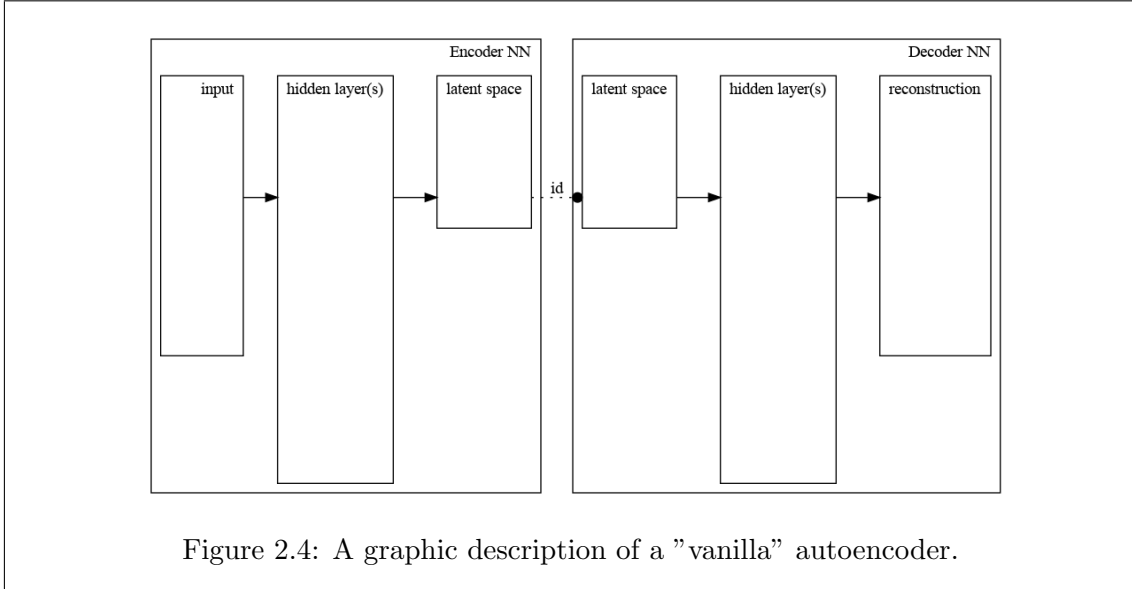 Encoder NN
input
hidden layer(s)
latent space
id
Decoder NN
latent space
hidden layer(s)
reconstruction
Figure 2.4: A graphic description of a ”vanilla” autoencoder.